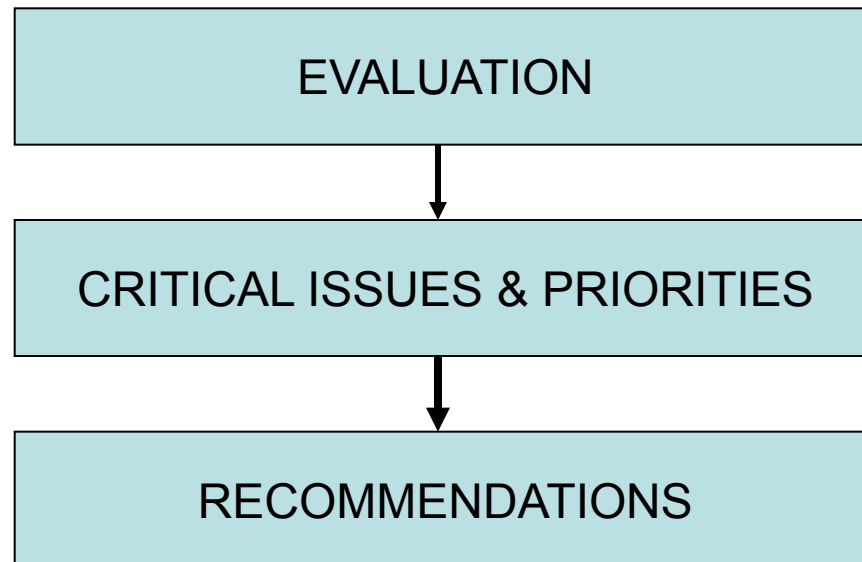 EVALUATION
CRITICAL ISSUES & PRIORITIES
RECOMMENDATIONS